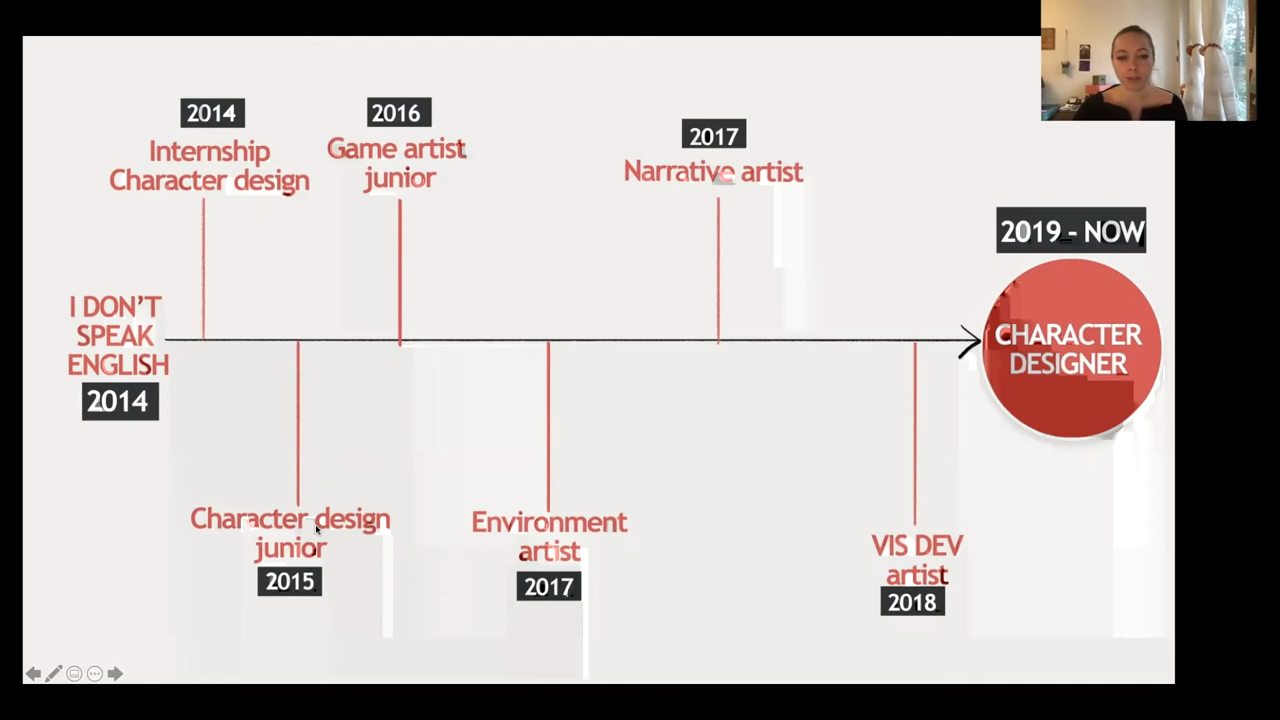 2014
Internship
Character design
2016
Game artist
junior
2017
Narrative artist
2019 - NOW
I DON'T
SPEAK
ENGLISH
2014
CHARACTER
DESIGNER
Character design
junior
2015
Environment
artist
2017
VIS DEV
artist
2018